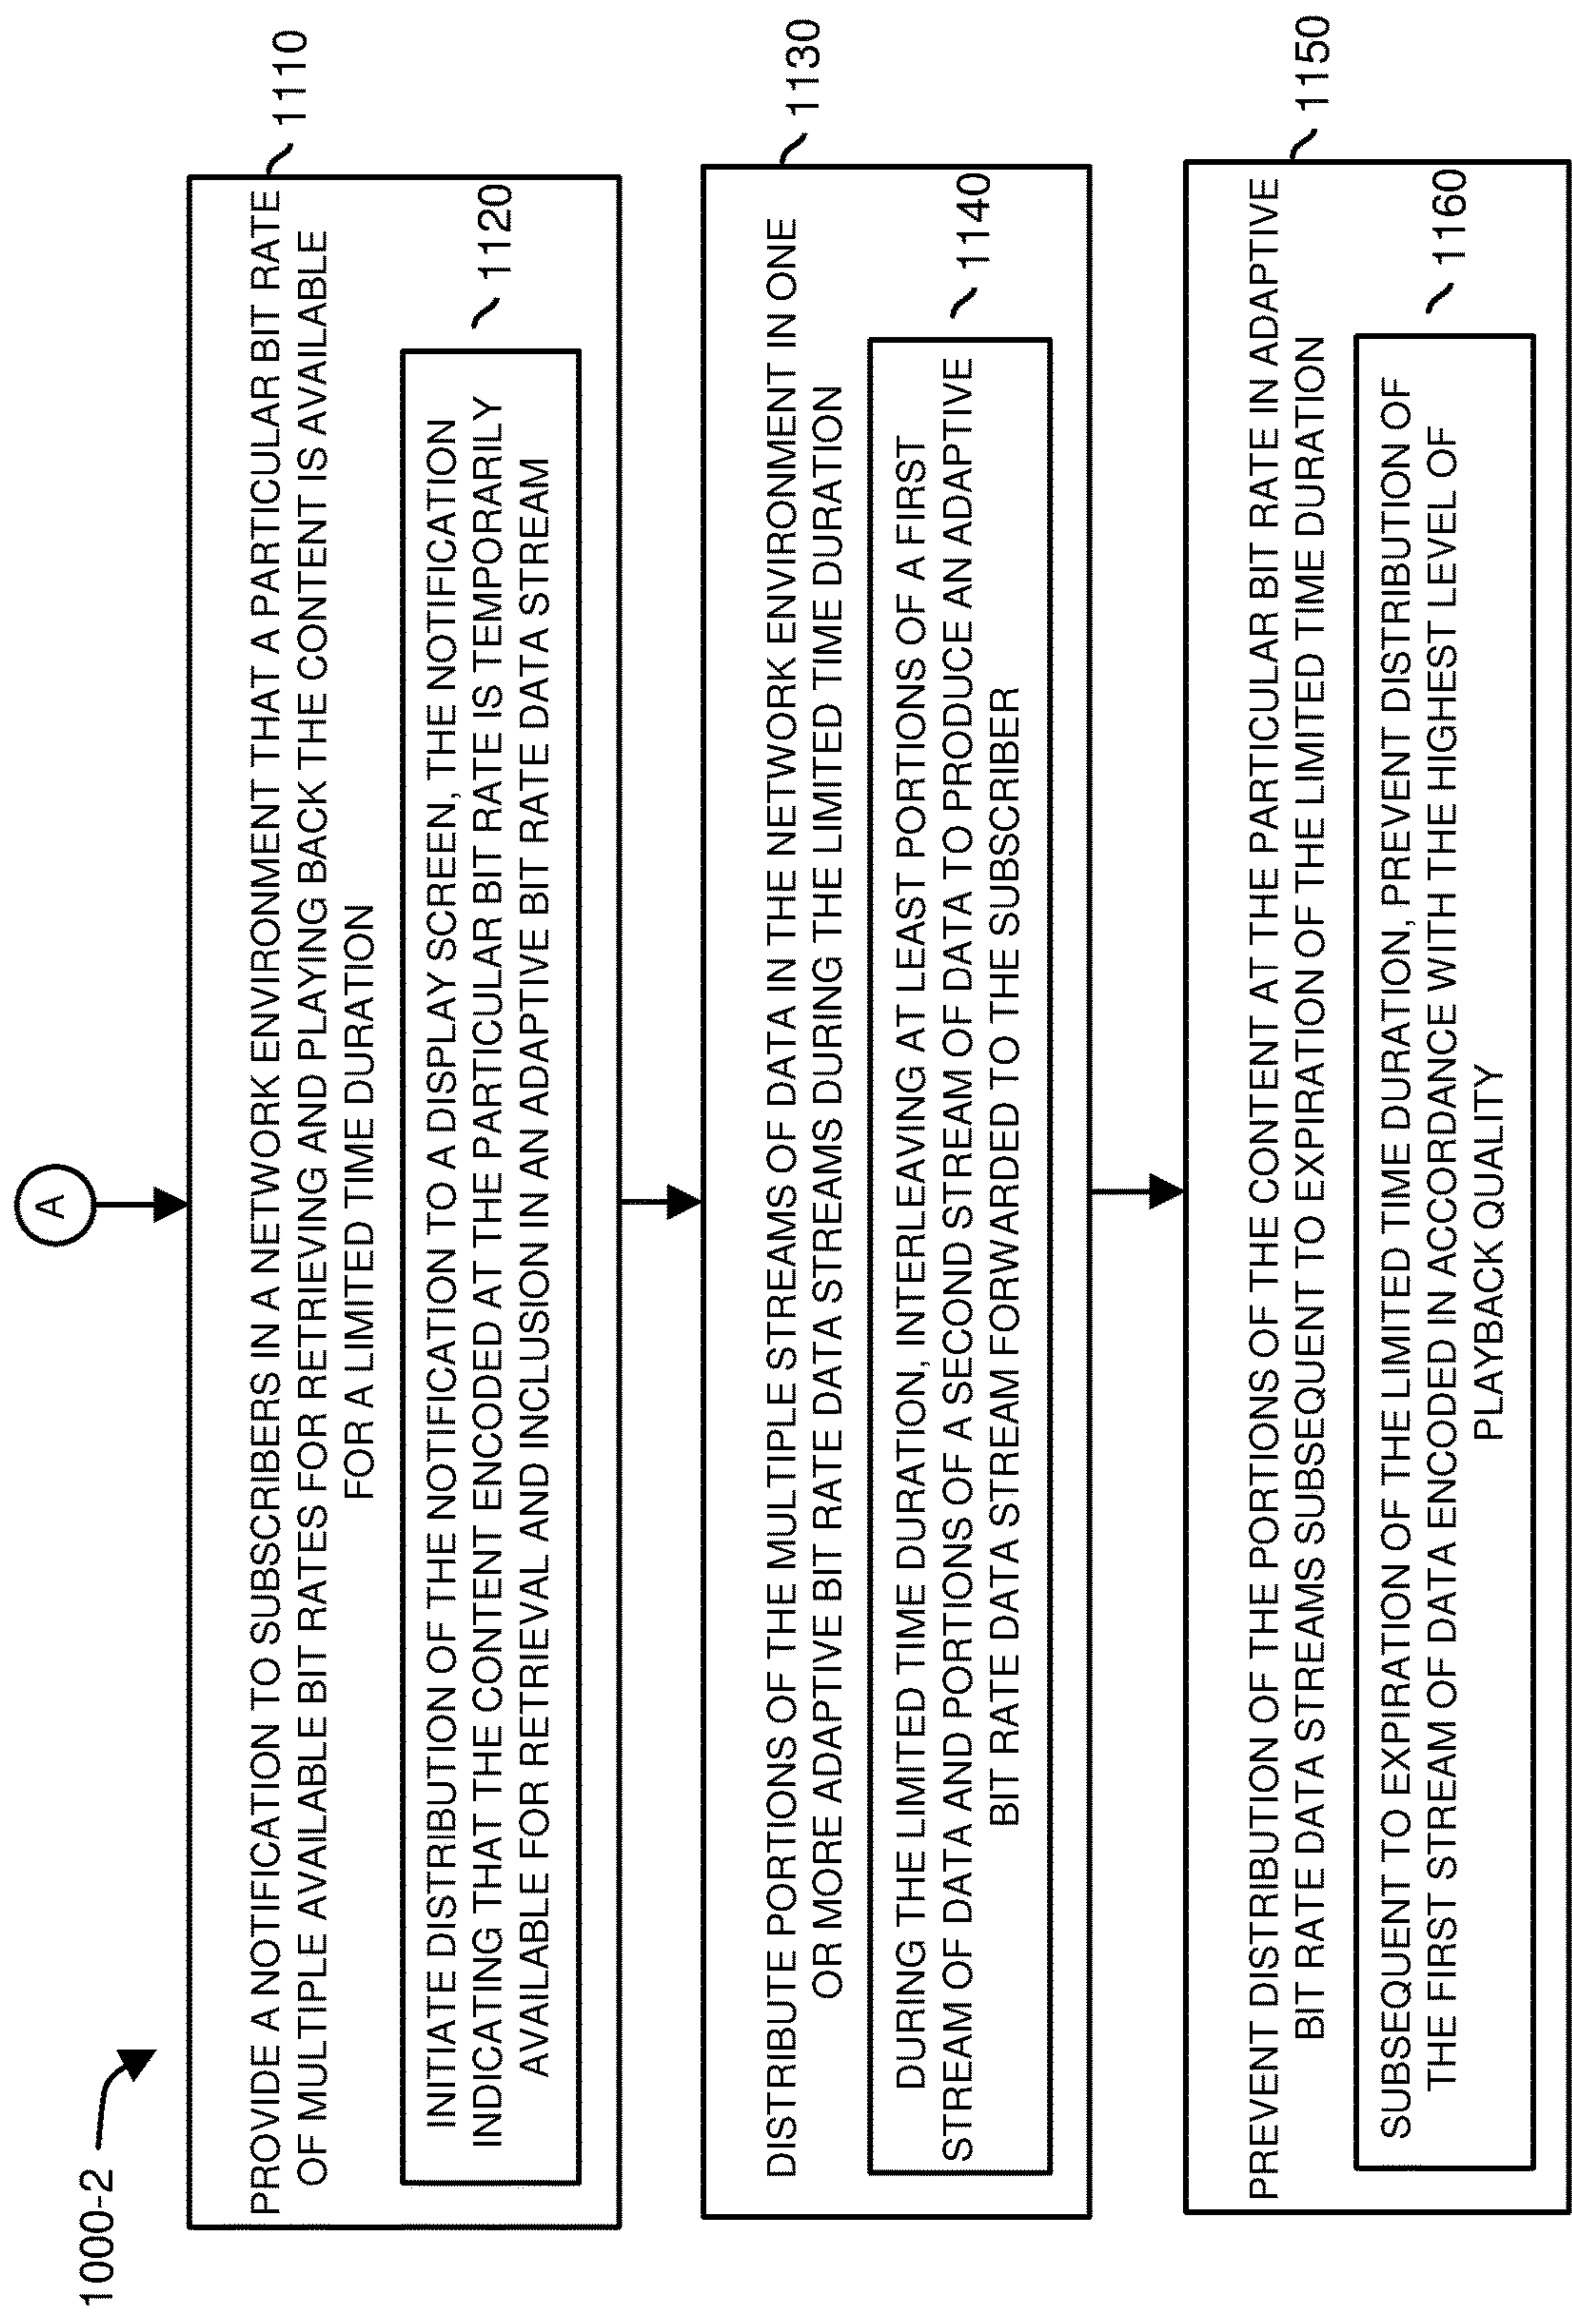 1000-2
A
1110
PROVIDE A NOTIFICATION TO SUBSCRIBERS IN A NETWORK ENVIRONMENT THAT A PARTICULAR BIT RATE
OF MULTIPLE AVAILABLE BIT RATES FOR RETRIEVING AND PLAYING BACK THE CONTENT IS AVAILABLE
FOR A LIMITED TIME DURATION
1120
INITIATE DISTRIBUTION OF THE NOTIFICATION TO A DISPLAY SCREEN, THE NOTIFICATION
INDICATING THAT THE CONTENT ENCODED AT THE PARTICULAR BIT RATE IS TEMPORARILY
AVAILABLE FOR RETRIEVAL AND INCLUSION IN AN ADAPTIVE BIT RATE DATA STREAM
1130
DISTRIBUTE PORTIONS OF THE MULTIPLE STREAMS OF DATA IN THE NETWORK ENVIRONMENT IN ONE
OR MORE ADAPTIVE BIT RATE DATA STREAMS DURING THE LIMITED TIME DURATION
1140
DURING THE LIMITED TIME DURATION, INTERLEAVING AT LEAST PORTIONS OF A FIRST
STREAM OF DATA AND PORTIONS OF A SECOND STREAM OF DATA TO PRODUCE AN ADAPTIVE
BIT RATE DATA STREAM FORWARDED TO THE SUBSCRIBER
1150
PREVENT DISTRIBUTION OF THE PORTIONS OF THE CONTENT AT THE PARTICULAR BIT RATE IN ADAPTIVE
BIT RATE DATA STREAMS SUBSEQUENT TO EXPIRATION OF THE LIMITED TIME DURATION
1160
SUBSEQUENT TO EXPIRATION OF THE LIMITED TIME DURATION, PREVENT DISTRIBUTION OF
THE FIRST STREAM OF DATA ENCODED IN ACCORDANCE WITH THE HIGHEST LEVEL OF
PLAYBACK QUALITY